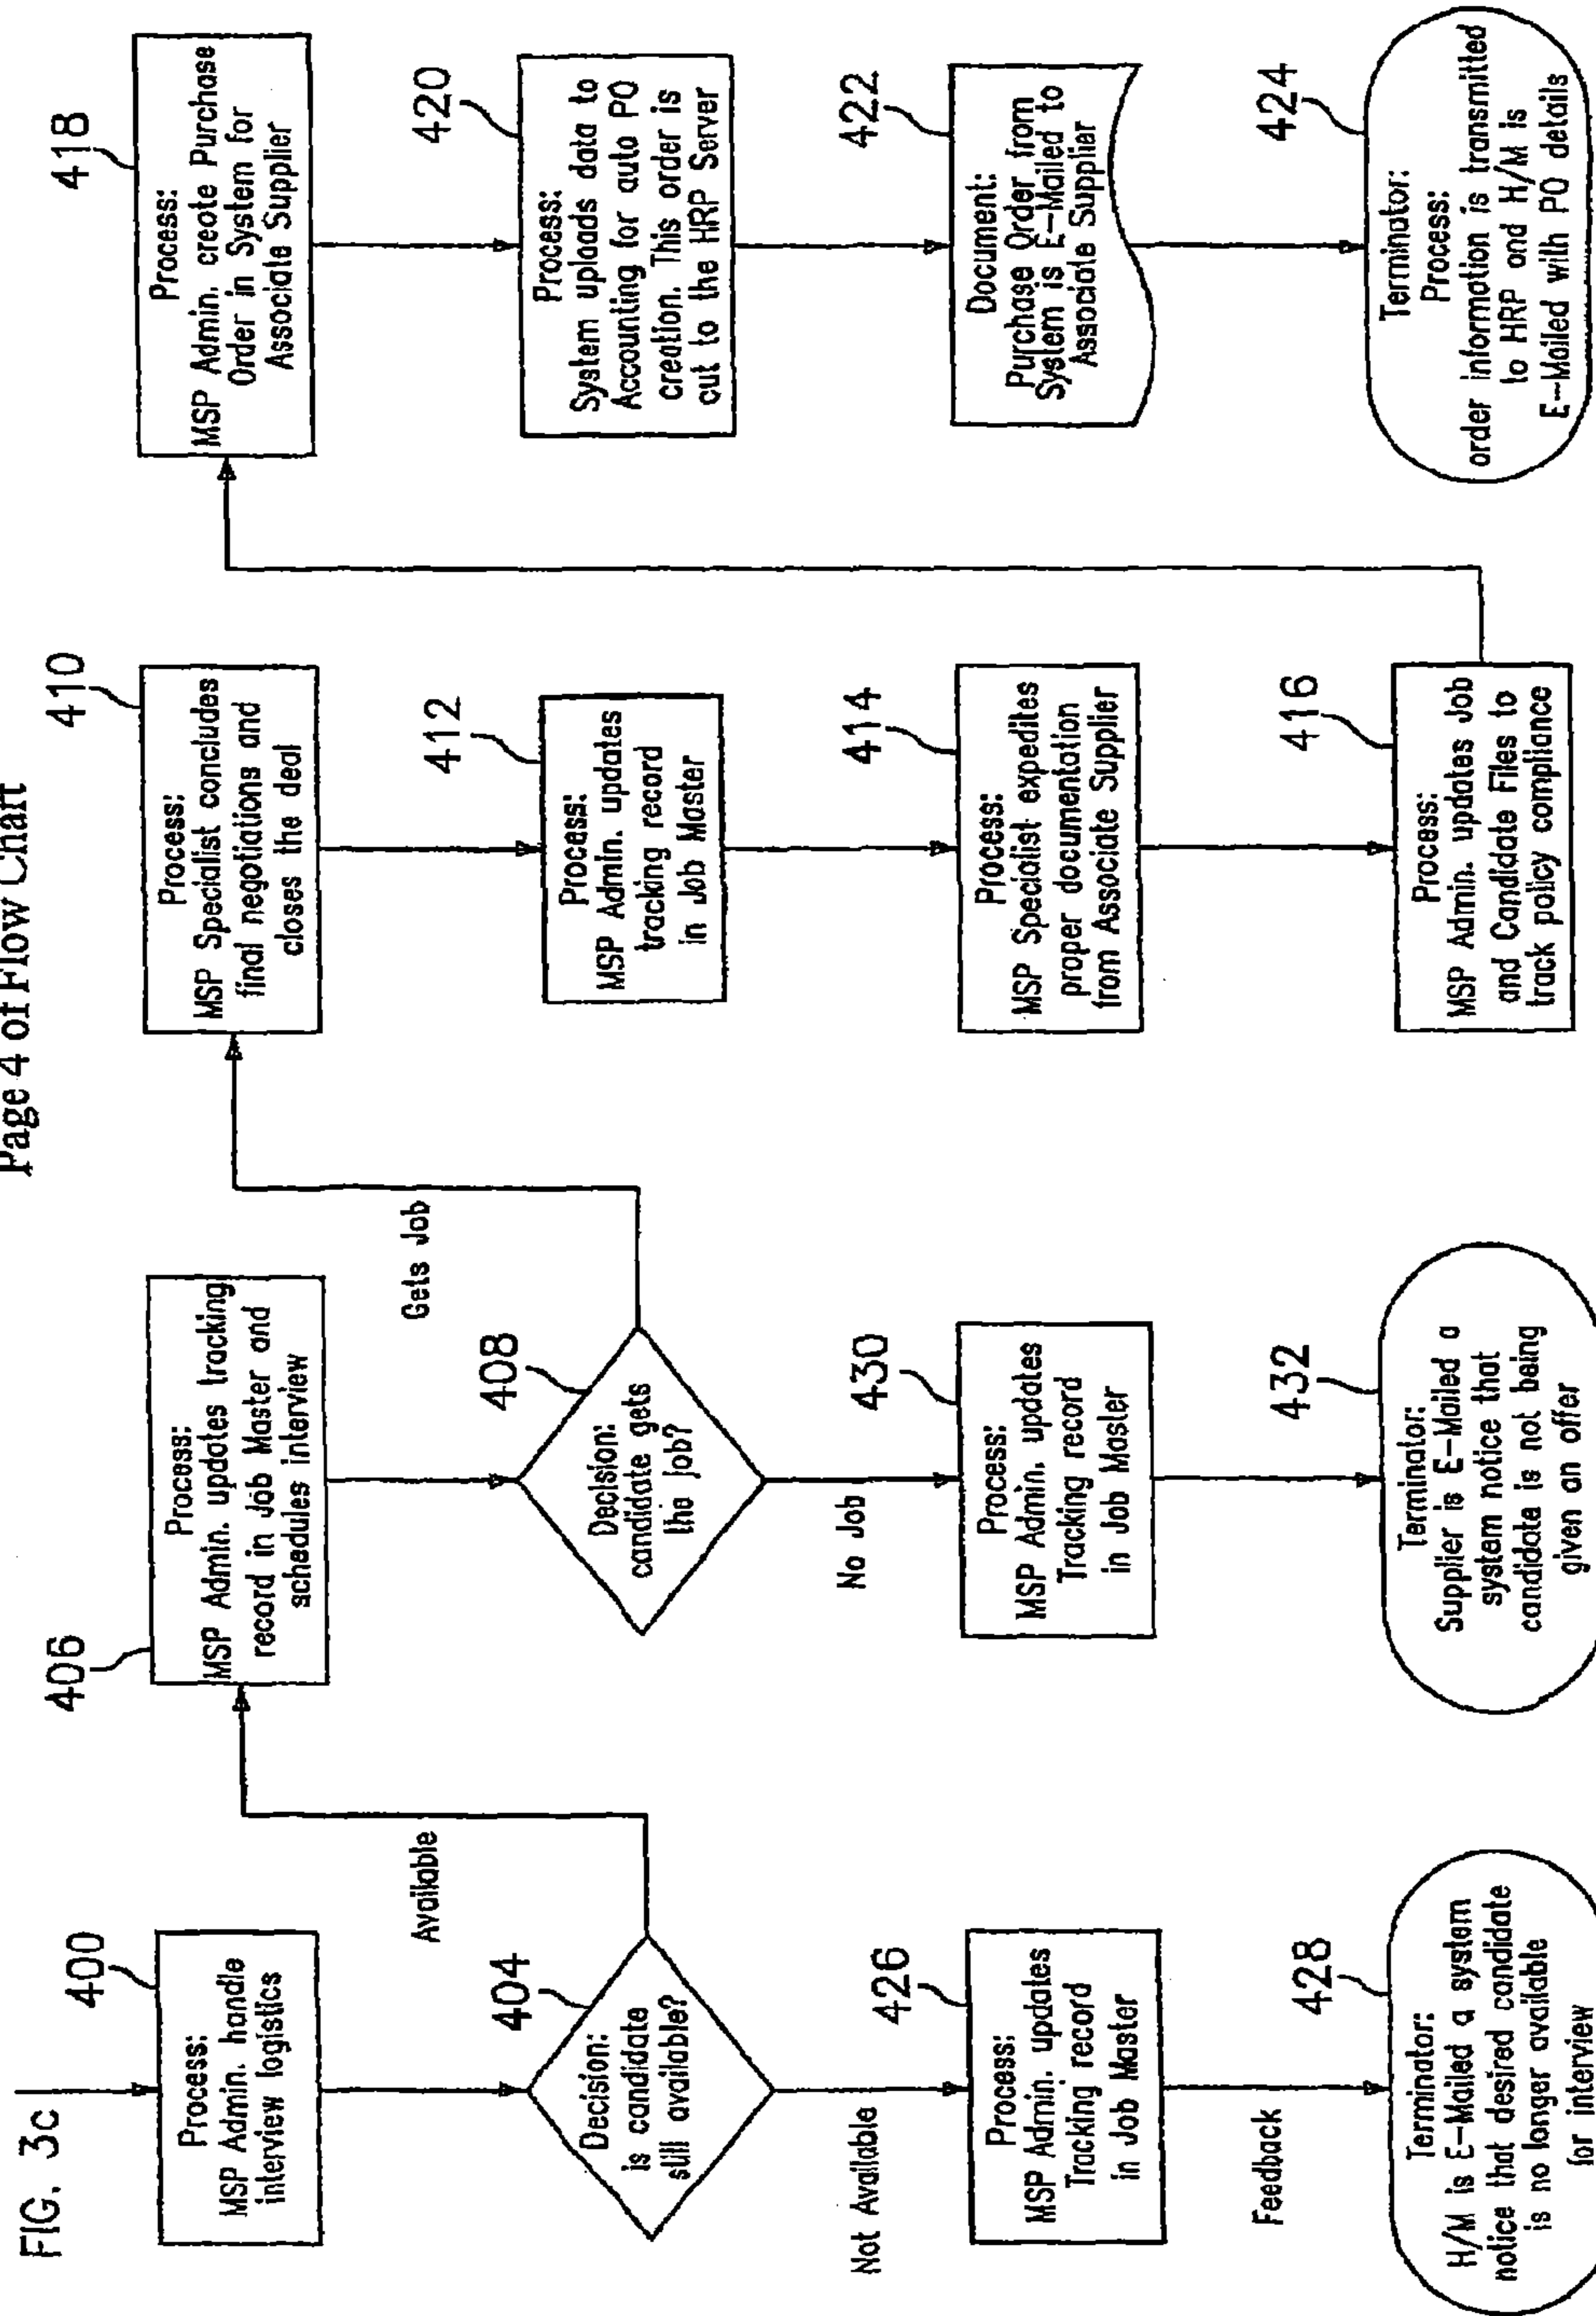 Page 4 of Flow Chart
FIG. 3c
400
Process:
MSP Admin. handle
interview logistics
404
Decision:
is candidate
still available?
Available
Not Available
426
Process:
MSP Admin. updates
Tracking record
in Job Master
Feedback
428
Terminator:
H/M is E-Mailed a system
notice that desired candidate
is no longer available
for interview
406
Process:
MSP Admin. updates tracking
record in Job Master and
schedules interview
408
Decision:
candidate gets
the job?
Gets Job
No Job
430
Process:
MSP Admin. updates
Tracking record
in Job Master
432
Terminator:
Supplier is E-Mailed a
system notice that
candidate is not being
given an offer
410
Process:
MSP Specialist concludes
final negotiations and
closes the deal
412
Process:
MSP Admin. updates
tracking record
in Job Master
414
Process:
MSP Specialist expedites
proper documentation
from Associate Supplier
416
Process:
MSP Admin. updates Job
and Candidate Files to
track policy compliance
418
Process:
MSP Admin. create Purchase
Order in System for
Associate Supplier
420
Process:
System uploads data to
Accounting for auto PO
creation. This order is
cut to the HRP Server
422
Document:
Purchase Order from
System is E-Mailed to
Associate Supplier
424
Terminator:
Process:
order information is transmitted
to HRP and H/M is
E-Mailed with PO details